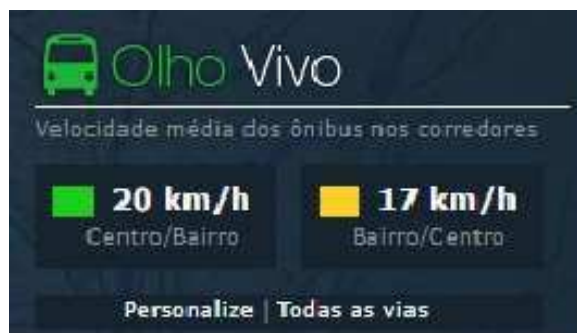 Olho Vivo
Velocidade média dos ônibus nos corredores
20 km/h
Centro/Bairro
17 km/h
Bairro/Centro
Personalize | Todas as vias